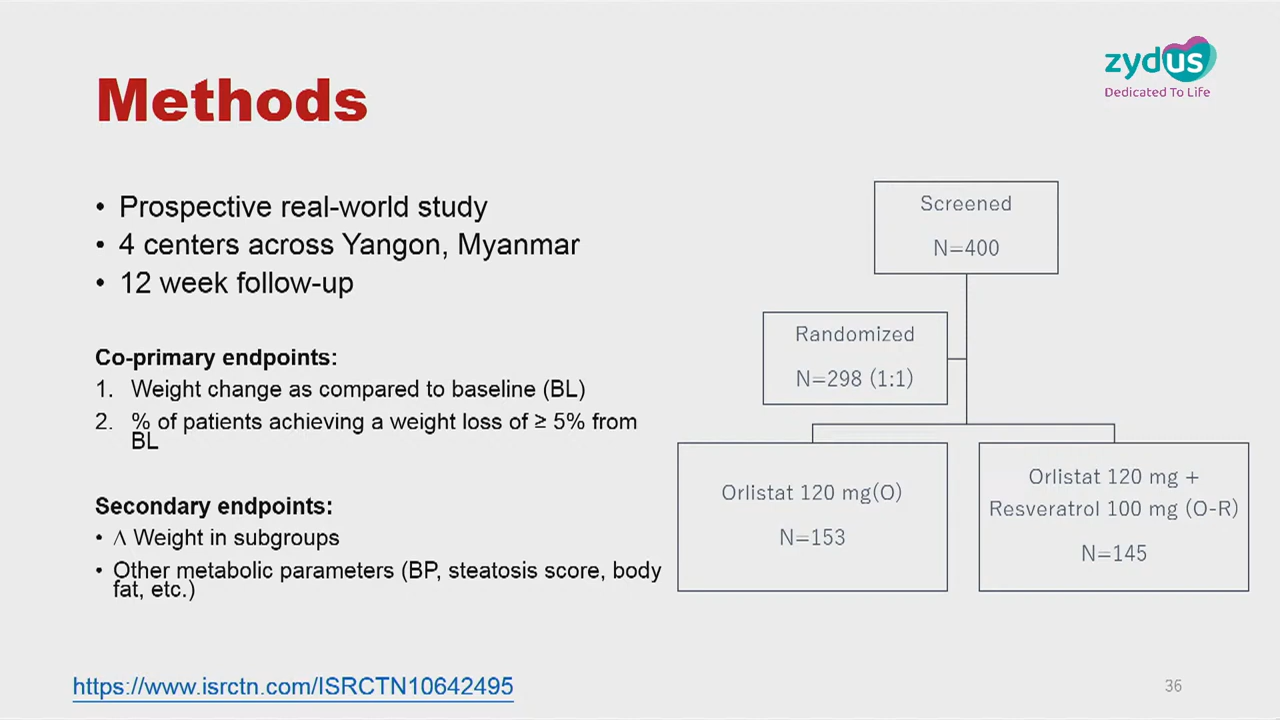 zydus
Dedicated To Life
Methods
• Prospective real-world study
• 4 centers across Yangon, Myanmar
• 12 week follow-up
Co-primary endpoints:
1. Weight change as compared to baseline (BL)
2. % of patients achieving a weight loss of ≥ 5% from
BL
Secondary endpoints:
• Λ Weight in subgroups
• Other metabolic parameters (BP, steatosis score, body
fat, etc.)
https://www.isrctn.com/ISRCTN10642495
Screened
N=400
Randomized
N=298 (1:1)
Orlistat 120 mg(O)
N=153
Orlistat 120 mg +
Resveratrol 100 mg (O-R)
N=145
36